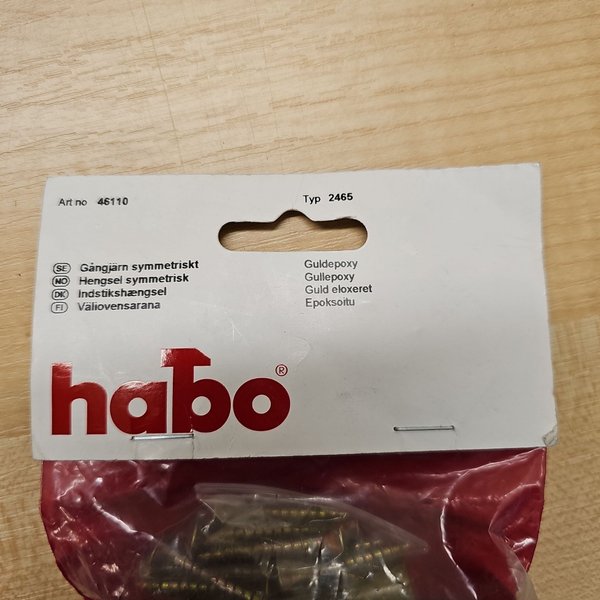 Art no 46110 Typ 2465
SE Gångjärn symmetriskt Guldepoxy
NO Hengsel symmetrisk Gullepoxy
DK Indstikshængsel Guld eloxeret
FI Väliovensarana Epoksoitu
habo®